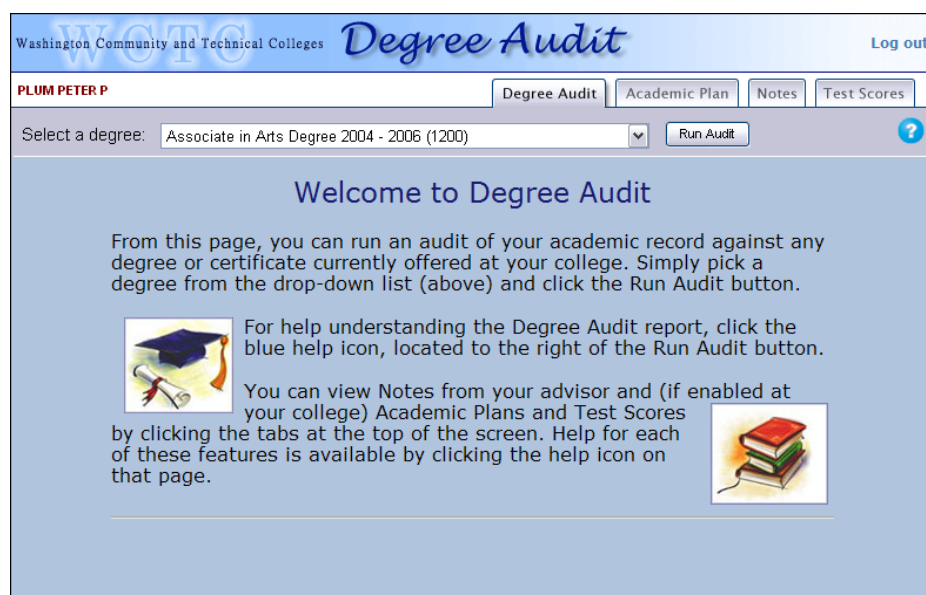 WCTC
Washington Community and Technical Colleges Degree Audit Log out
PLUM PETER P Degree Audit Academic Plan Notes Test Scores
Select a degree: Associate in Arts Degree 2004 - 2006 (1200) Run Audit ?
Welcome to Degree Audit
From this page, you can run an audit of your academic record against any
degree or certificate currently offered at your college. Simply pick a
degree from the drop-down list (above) and click the Run Audit button.
For help understanding the Degree Audit report, click the
blue help icon, located to the right of the Run Audit button.
You can view Notes from your advisor and (if enabled at
your college) Academic Plans and Test Scores
by clicking the tabs at the top of the screen. Help for each
of these features is available by clicking the help icon on
that page.